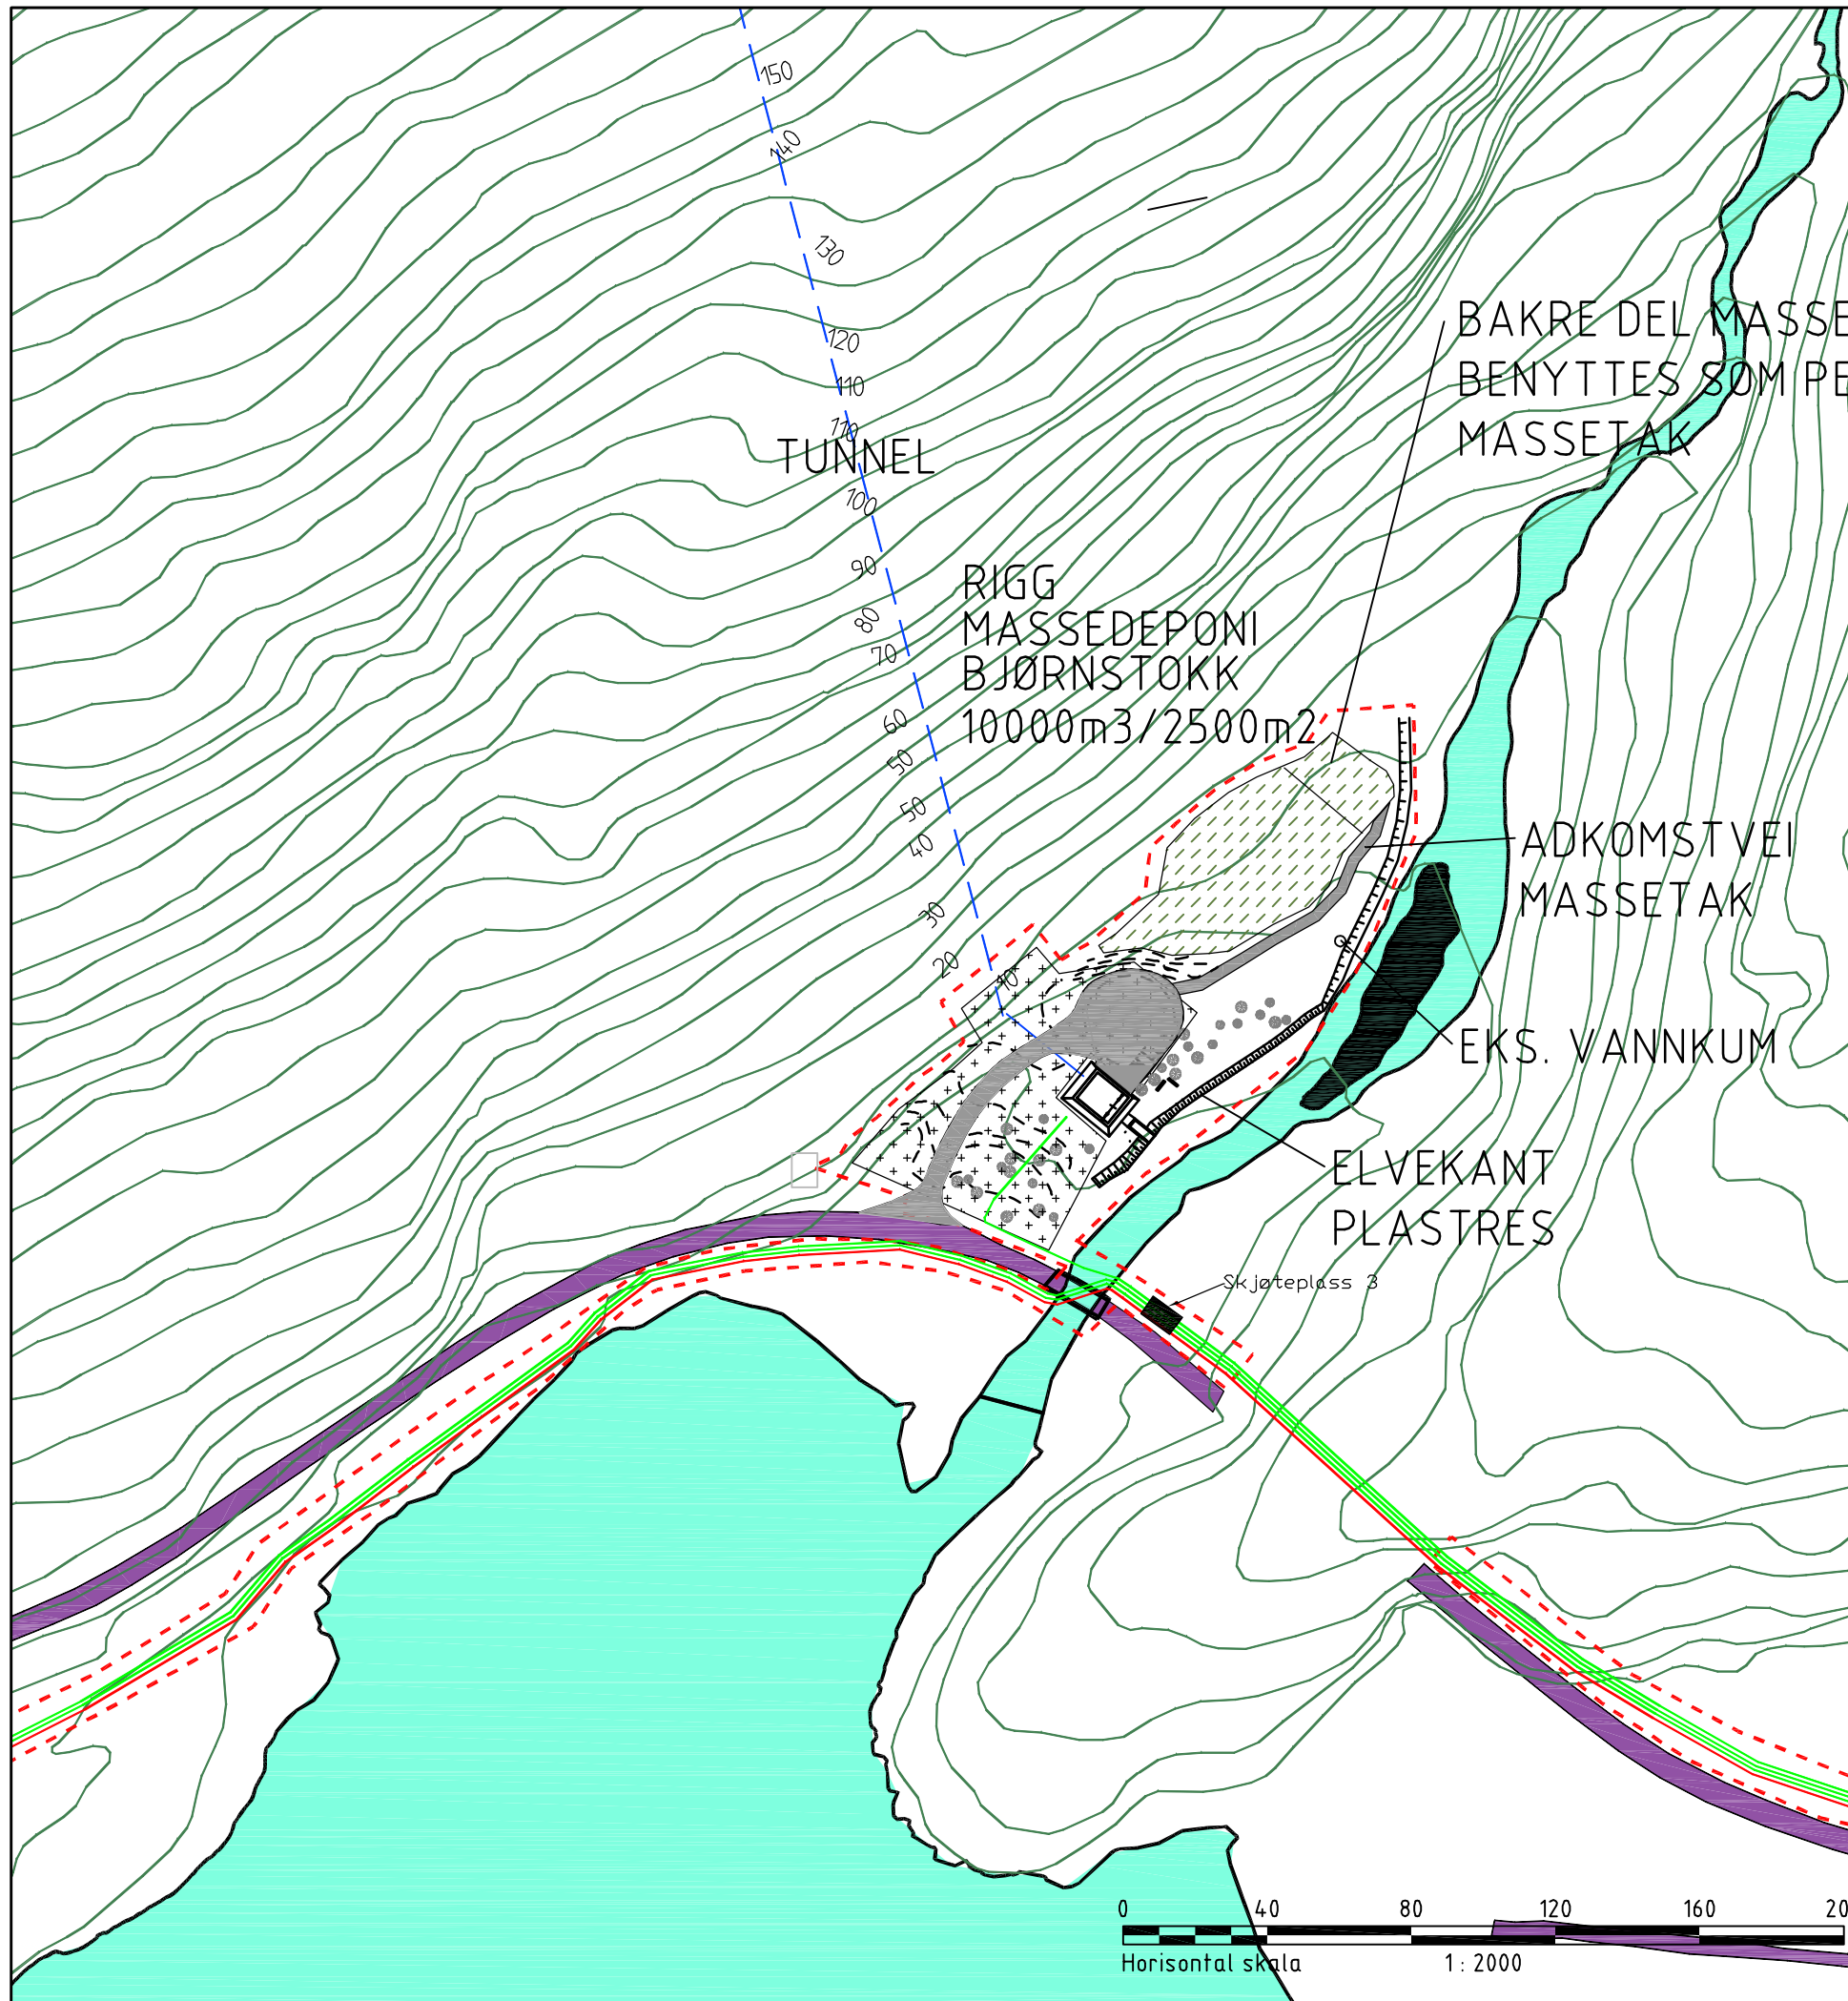 150
140
130
BAKRE DEL MASSE
120
BENYTTES SOM PE
110
110
MASSETAK
TUNNEL
100
90
RIGG
80
MASSEDEPONI
70
BJØRNSTOKK
60
10000m3/2500m2
50
50
40
ADKOMSTVEI
MASSETAK
30
20
10
EKS. VANNKUM
ELVEKANT
PLASTRES
Skjøteplass 3
0 40 80 120 160 20
Horisontal skala 1 : 2000